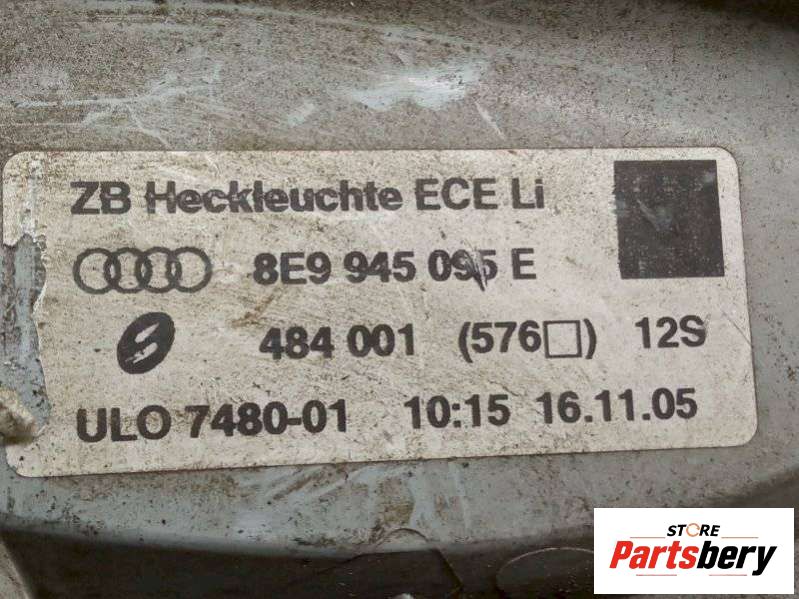 ZB Heckleuchte ECE Li
8E9 945 095 E
484 001 (576□) 12S
ULO 7480-01 10:15 16.11.05
STORE
Partsbery